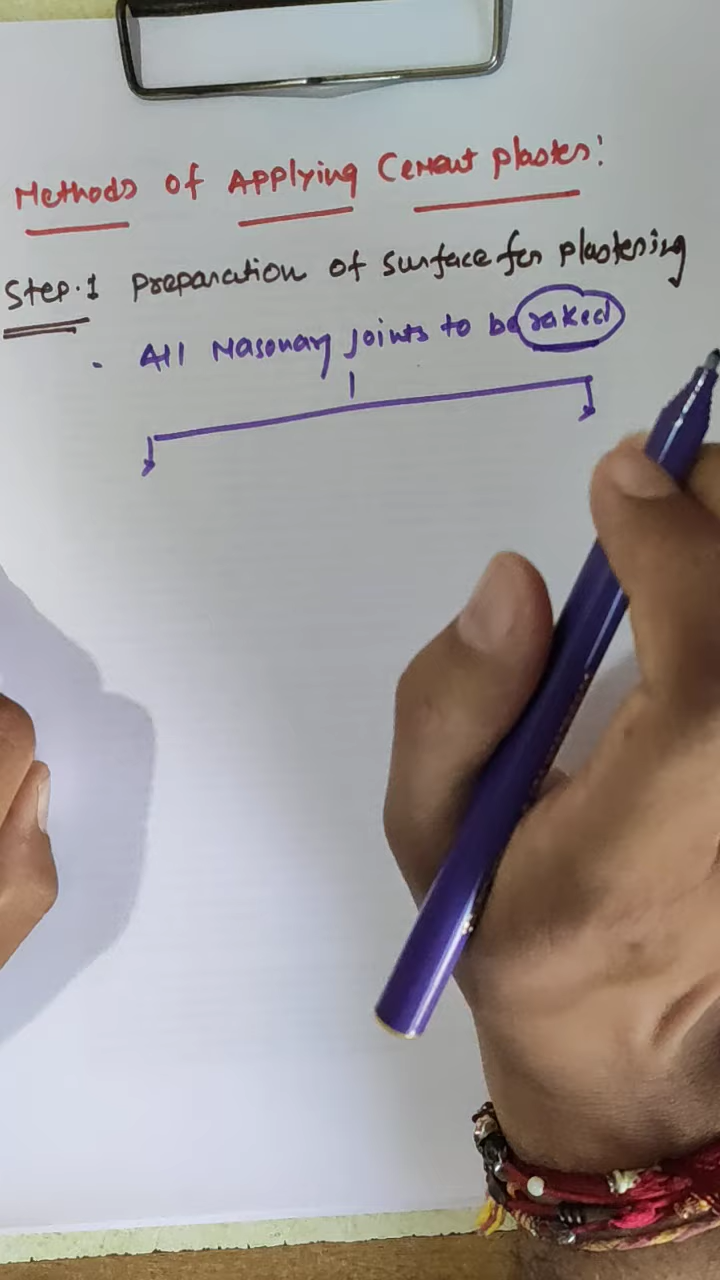 Methods of Applying Cement plaster:
Step.1 Preparation of surface for plastering
- All Masonary joints to be raked